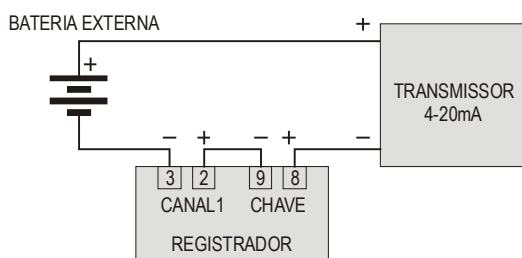 BATERIA EXTERNA
+
+
TRANSMISSOR
4-20mA
− + − + −
3 2 9 8
CANAL1 CHAVE
REGISTRADOR